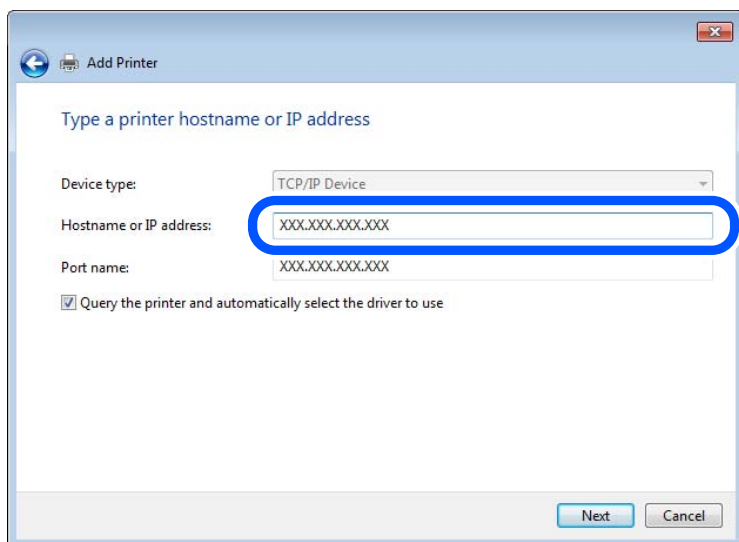 Add Printer
Type a printer hostname or IP address
Device type: TCP/IP Device
Hostname or IP address: XXX.XXX.XXX.XXX
Port name: XXX.XXX.XXX.XXX
Query the printer and automatically select the driver to use
Next Cancel